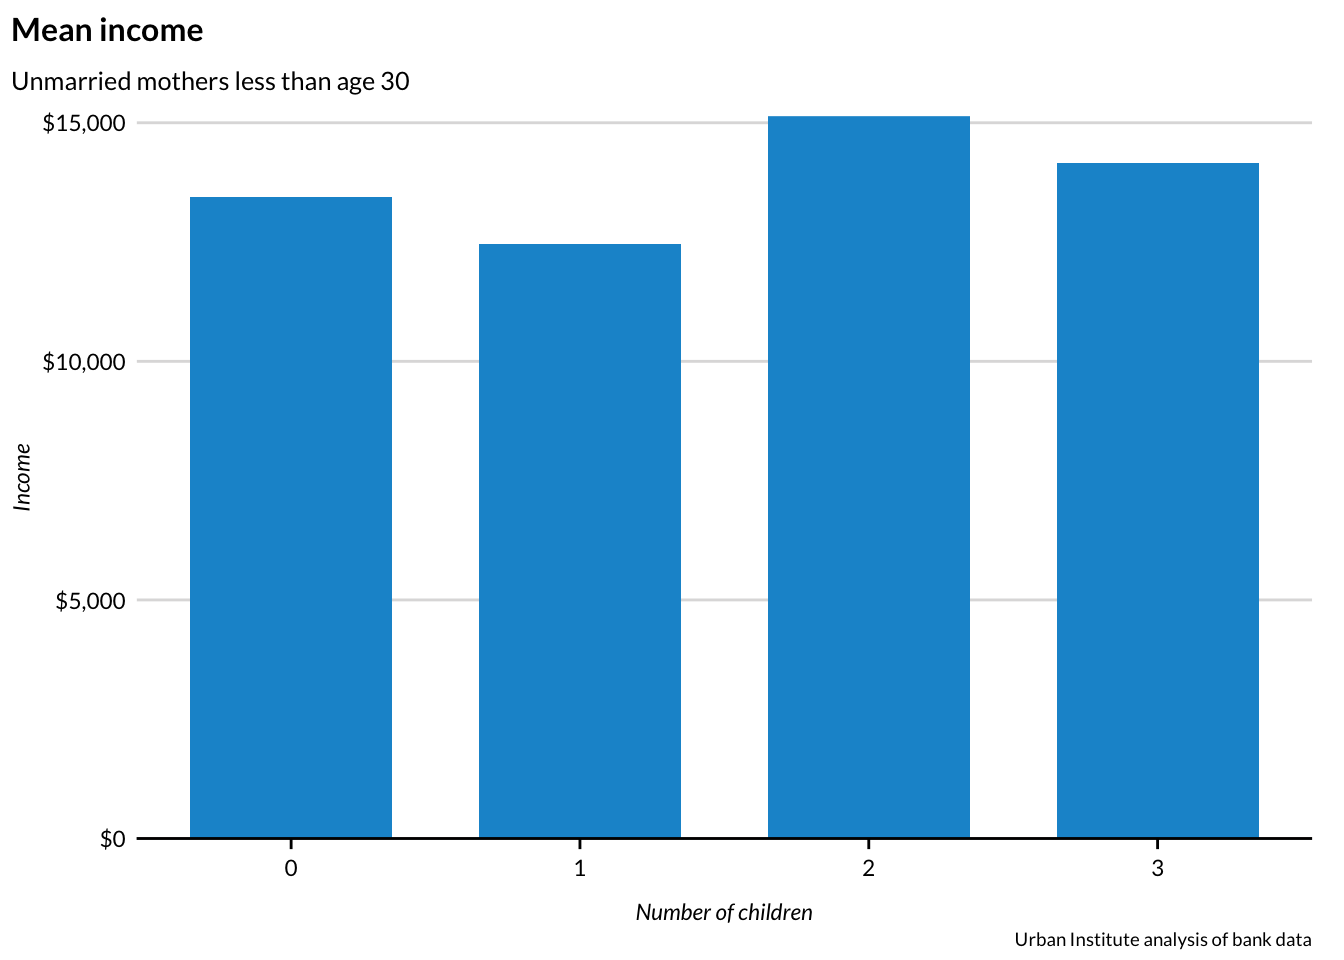 Mean income
Unmarried mothers less than age 30
$15,000
$10,000
$5,000
$0
Income
0 1 2 3
Number of children
Urban Institute analysis of bank data